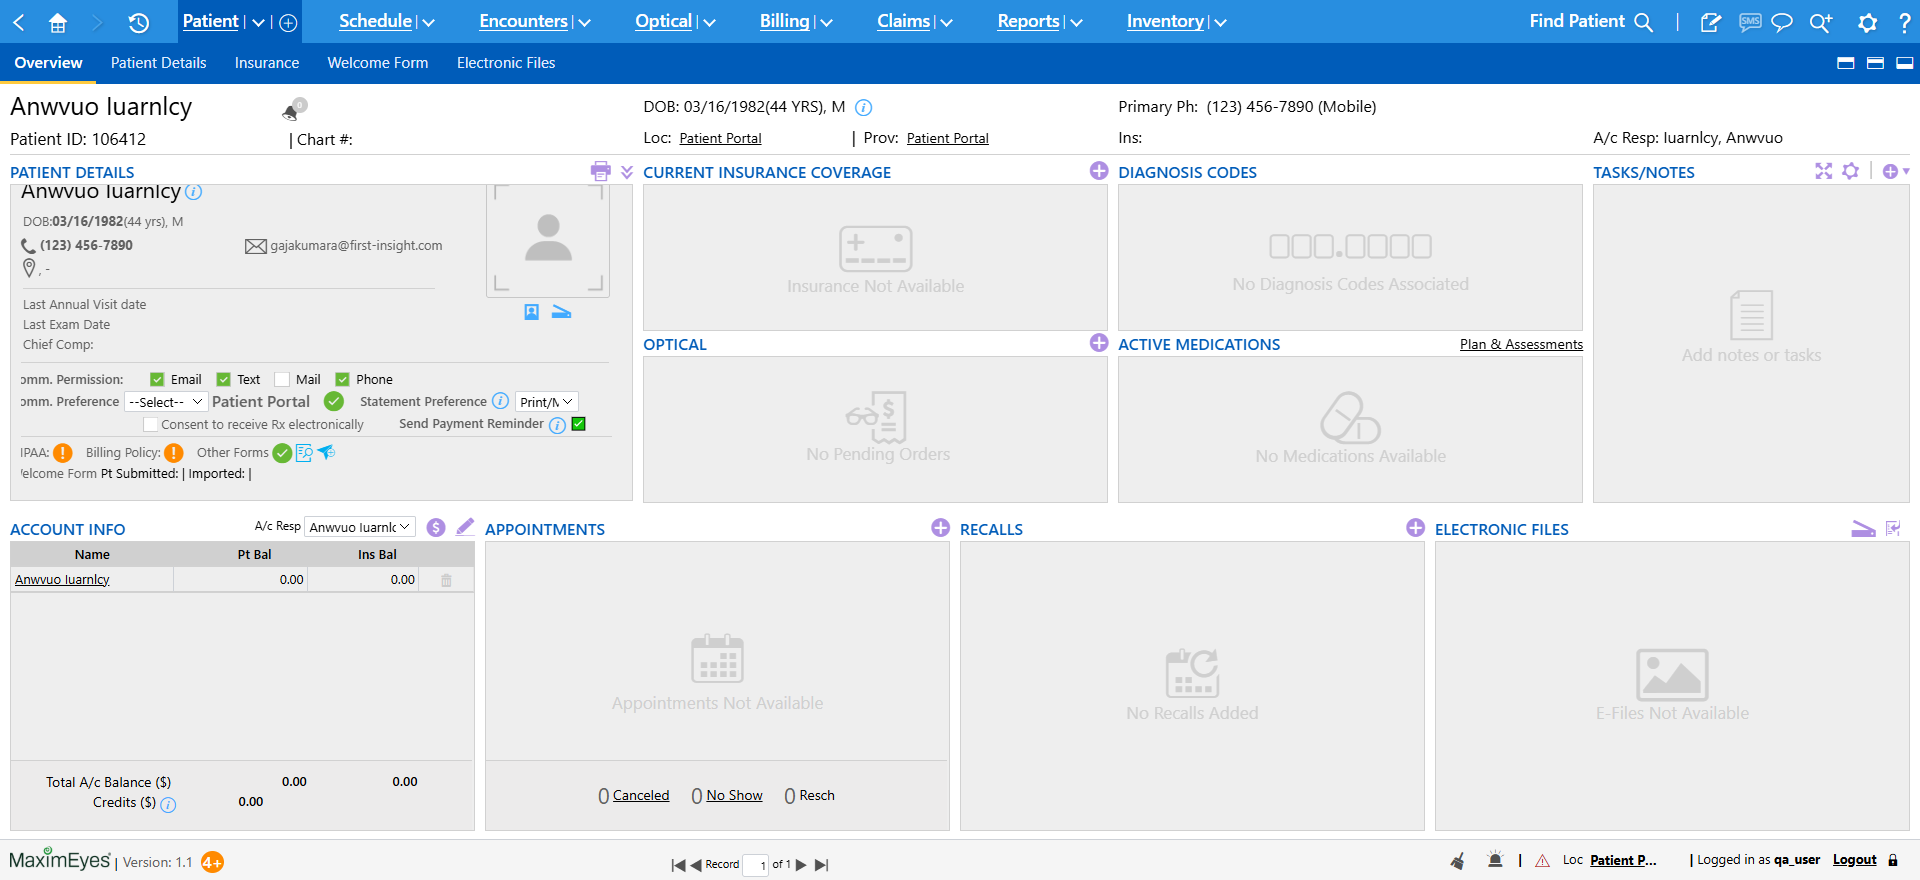 Patient | | Schedule | Encounters | Optical | Billing | Claims | Reports | Inventory | Find Patient | SMS ?
Overview Patient Details Insurance Welcome Form Electronic Files
Anwvuo Iuarnlcy 0 DOB: 03/16/1982(44 YRS), M i Primary Ph: (123) 456-7890 (Mobile)
Patient ID: 106412 | Chart #: Loc: Patient Portal | Prov: Patient Portal Ins: A/c Resp: Iuarnlcy, Anwvuo
PATIENT DETAILS
Anwvuo Iuarnlcy i
DOB:03/16/1982(44 yrs), M
(123) 456-7890 gajakumara@first-insight.com
, -
Last Annual Visit date
Last Exam Date
Chief Comp:
omm. Permission: Email Text Mail Phone
omm. Preference --Select-- Patient Portal Statement Preference i Print/M
Consent to receive Rx electronically Send Payment Reminder i
IPAA: ! Billing Policy: ! Other Forms
elcome Form Pt Submitted: | Imported: |
CURRENT INSURANCE COVERAGE
Insurance Not Available
DIAGNOSIS CODES
No Diagnosis Codes Associated
TASKS/NOTES
Add notes or tasks
OPTICAL
$
No Pending Orders
ACTIVE MEDICATIONS Plan & Assessments
No Medications Available
ACCOUNT INFO A/c Resp Anwvuo Iuarnlc $
Name Pt Bal Ins Bal
Anwvuo Iuarnlcy 0.00 0.00
Total A/c Balance ($) 0.00 0.00
Credits ($) i 0.00
APPOINTMENTS
Appointments Not Available
0 Canceled 0 No Show 0 Resch
RECALLS
No Recalls Added
ELECTRONIC FILES
E-Files Not Available
MaximEyes | Version: 1.1 4+ Record 1 of 1 | Loc Patient P... | Logged in as qa_user Logout